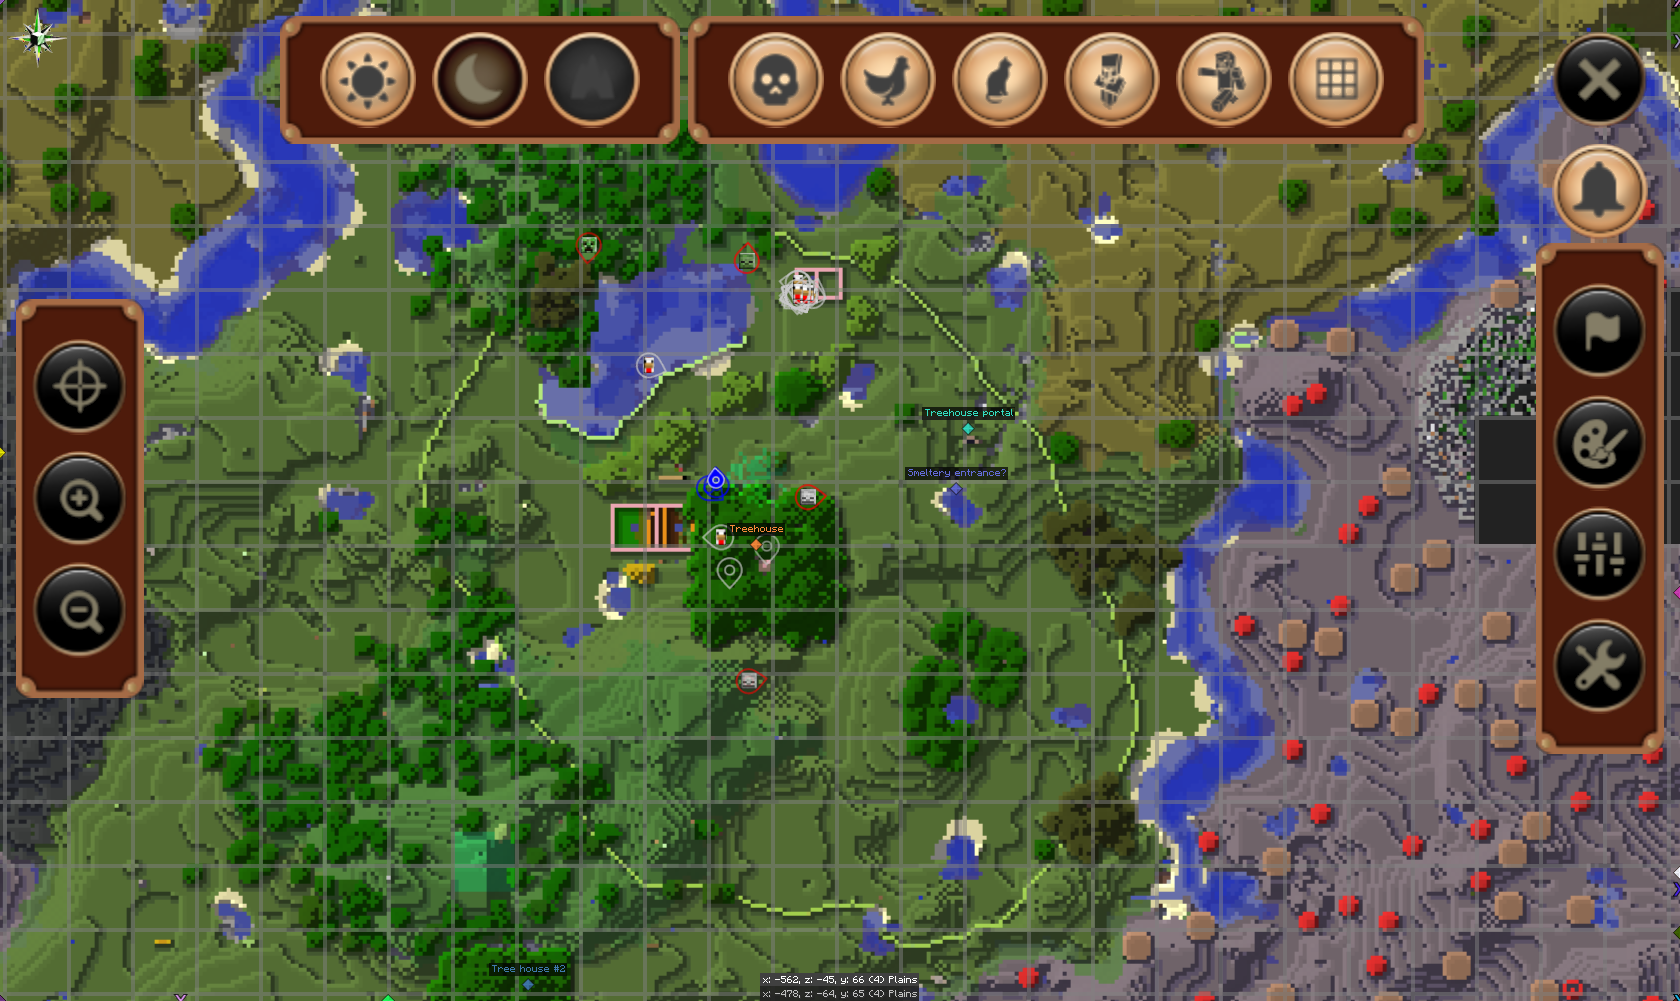 Treehouse portal
Smeltery entrance?
Treehouse
Tree house #2
x: -562, z: -45, y: 66 (4) Plains
x: -478, z: -64, y: 65 (4) Plains